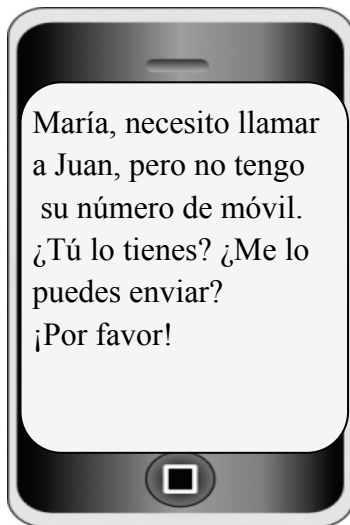 María, necesito llamar
a Juan, pero no tengo
su número de móvil.
¿Tú lo tienes? ¿Me lo
puedes enviar?
¡Por favor!